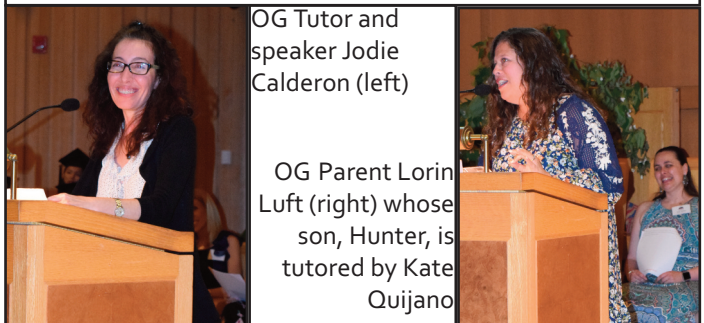 OG Tutor and
speaker Jodie
Calderon (left)
OG Parent Lorin
Luft (right) whose
son, Hunter, is
tutored by Kate
Quijano